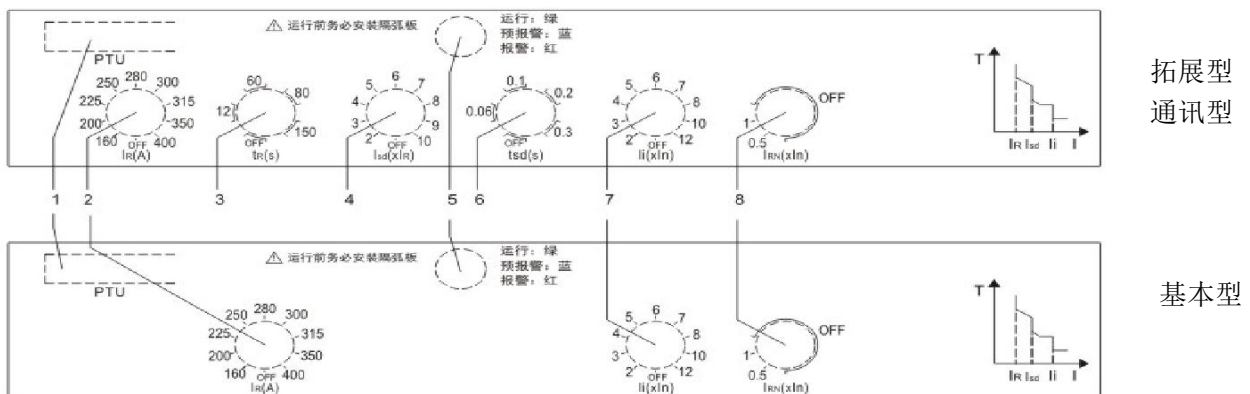 ⚠ 运行前务必安装隔弧板
运行：绿
预报警：蓝
报警：红
PTU
160 200 225 250 280 300 315 350 400 OFF
IR(A)
12 60 80 150 OFF
tR(s)
2 3 4 5 6 7 8 9 10 OFF
Isd(xIR)
0.06 0.1 0.2 0.3 OFF
tsd(s)
2 3 4 5 6 7 8 10 12 OFF
Ii(xIn)
0.5 1 OFF
IRN(xIn)
T
IR Isd Ii I
拓展型
通讯型
1 2 3 4 5 6 7 8
⚠ 运行前务必安装隔弧板
运行：绿
预报警：蓝
报警：红
PTU
160 200 225 250 280 300 315 350 400 OFF
IR(A)
2 3 4 5 6 7 8 10 12 OFF
Ii(xIn)
0.5 1 OFF
IRN(xIn)
T
IR Isd Ii I
基本型